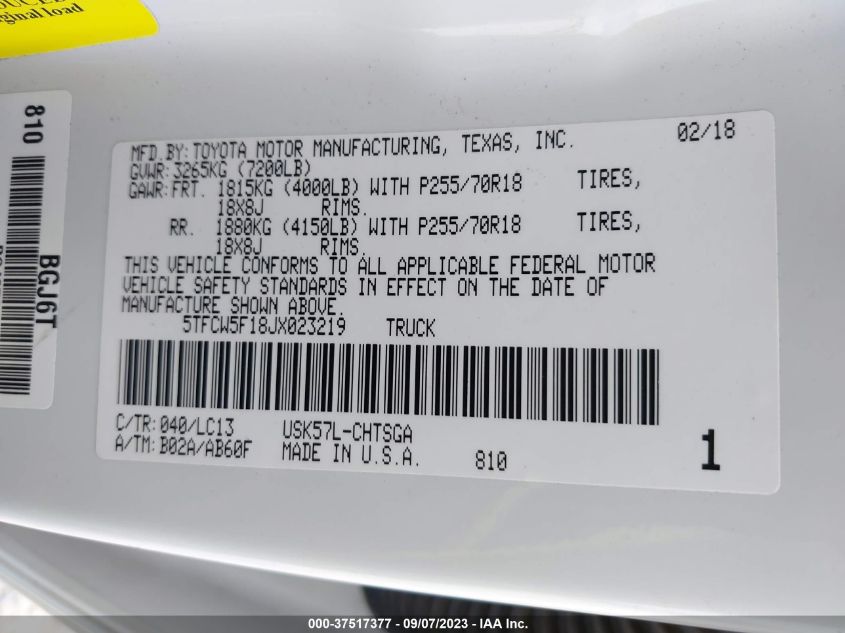 OUCE
rginal load
810
BGJ6T
MFD.BY:TOYOTA MOTOR MANUFACTURING, TEXAS, INC. 02/18
GVWR:3265KG (7200LB)
GAWR:FRT. 1815KG (4000LB) WITH P255/70R18 TIRES,
18X8J RIMS.
RR. 1880KG (4150LB) WITH P255/70R18 TIRES,
18X8J RIMS.
THIS VEHICLE CONFORMS TO ALL APPLICABLE FEDERAL MOTOR
VEHICLE SAFETY STANDARDS IN EFFECT ON THE DATE OF
MANUFACTURE SHOWN ABOVE.
5TFCW5F18JX023219 TRUCK
C/TR:040/LC13 USK57L-CHTSGA
A/TM:B02A/AB60F MADE IN U.S.A. 810 1
000-37517377 - 09/07/2023 - IAA Inc.